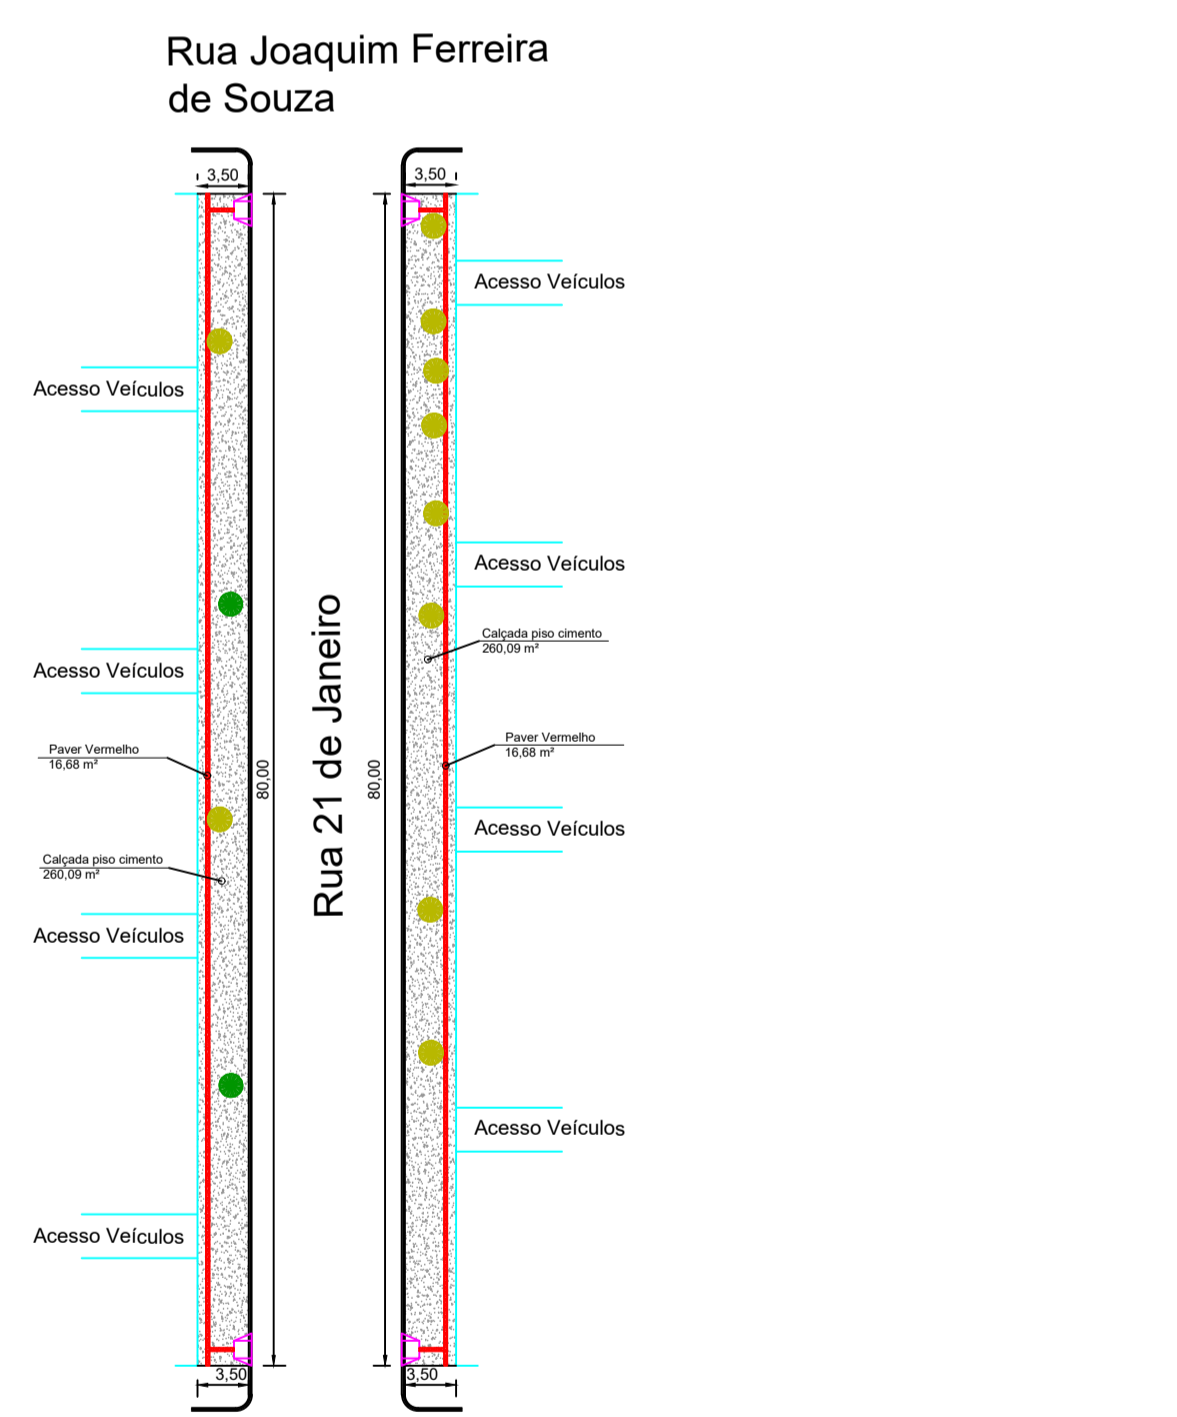 Rua Joaquim Ferreira
de Souza
3,50
3,50
Acesso Veículos
Acesso Veículos
Acesso Veículos
Rua 21 de Janeiro
Calçada piso cimento
260,09 m²
Acesso Veículos
Paver Vermelho
16,68 m²
Paver Vermelho
16,68 m²
80,00
80,00
Acesso Veículos
Calçada piso cimento
260,09 m²
Acesso Veículos
Acesso Veículos
Acesso Veículos
3,50
3,50